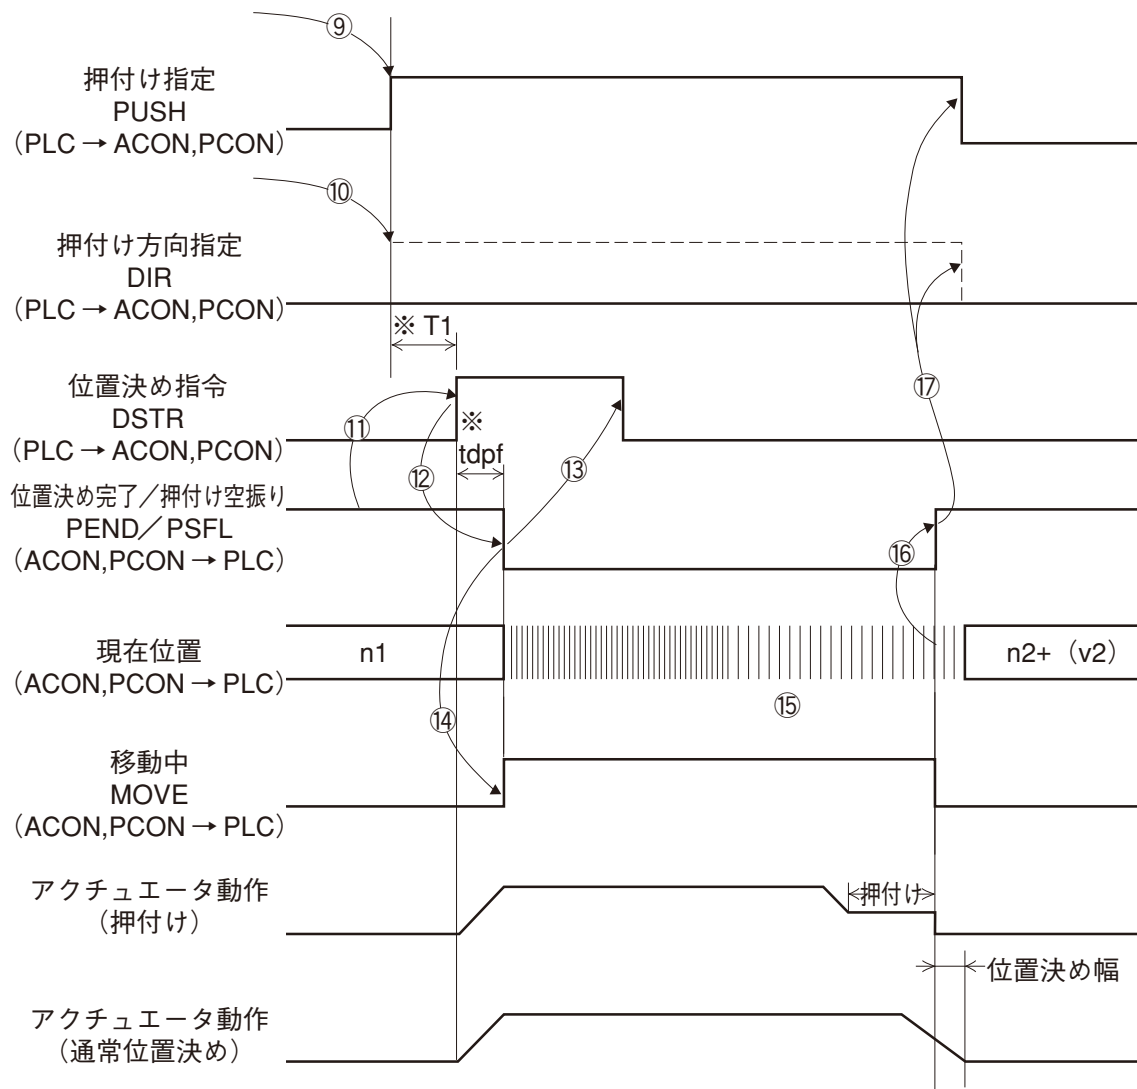 ⑨
押付け指定
PUSH
（PLC → ACON,PCON）
⑩
押付け方向指定
DIR
（PLC → ACON,PCON）
※ T1
位置決め指令
DSTR
（PLC → ACON,PCON）
⑪
※
tdpf
⑫
⑬
⑰
位置決め完了／押付け空振り
PEND／PSFL
（ACON,PCON → PLC）
⑯
現在位置
（ACON,PCON → PLC）
n1
n2+（v2）
⑭
⑮
移動中
MOVE
（ACON,PCON → PLC）
アクチュエータ動作
（押付け）
押付け
位置決め幅
アクチュエータ動作
（通常位置決め）